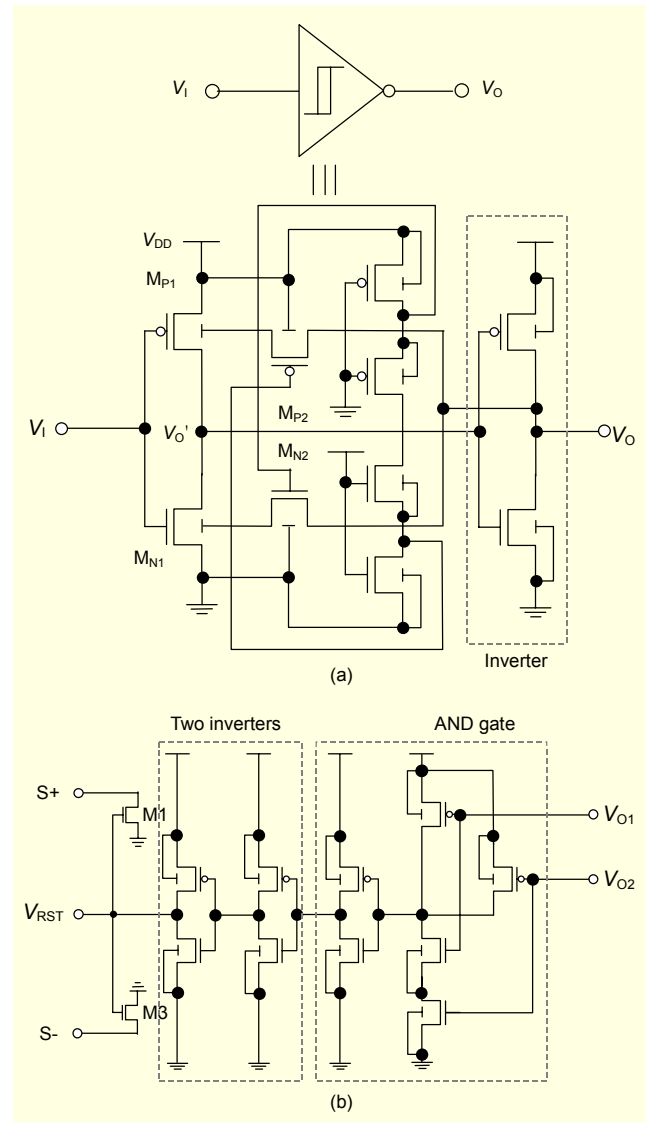 V_I V_O
V_DD
M_P1
M_P2
V_I V_O' V_O
M_N2
M_N1
Inverter
(a)
Two inverters AND gate
S+
M1
V_O1
V_O2
V_RST
M3
S-
(b)